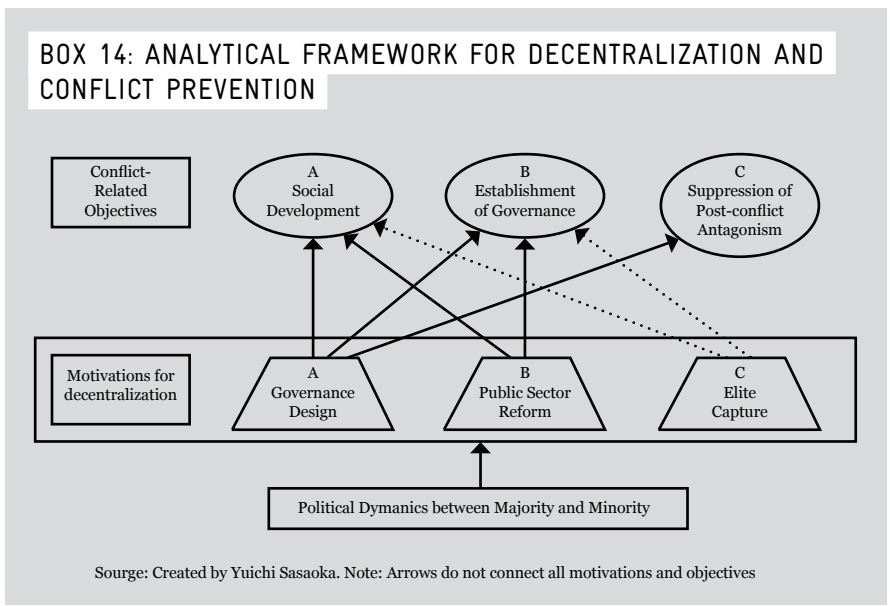 BOX 14: ANALYTICAL FRAMEWORK FOR DECENTRALIZATION AND
CONFLICT PREVENTION
Conflict-
Related
Objectives
A
Social
Development
B
Establishment
of Governance
C
Suppression of
Post-conflict
Antagonism
Motivations for
decentralization
A
Governance
Design
B
Public Sector
Reform
C
Elite
Capture
Political Dymanics between Majority and Minority
Sourge: Created by Yuichi Sasaoka. Note: Arrows do not connect all motivations and objectives